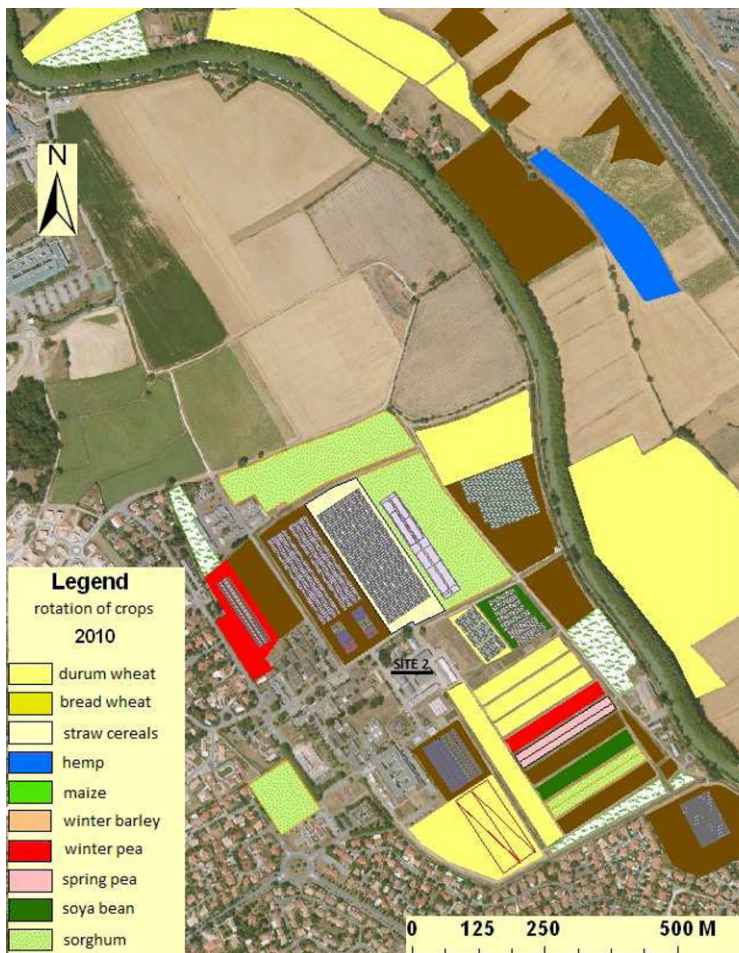 N
SITE 2
Legend
rotation of crops
2010
durum wheat
bread wheat
straw cereals
hemp
maize
winter barley
winter pea
spring pea
soya bean
sorghum
0 125 250 500 M